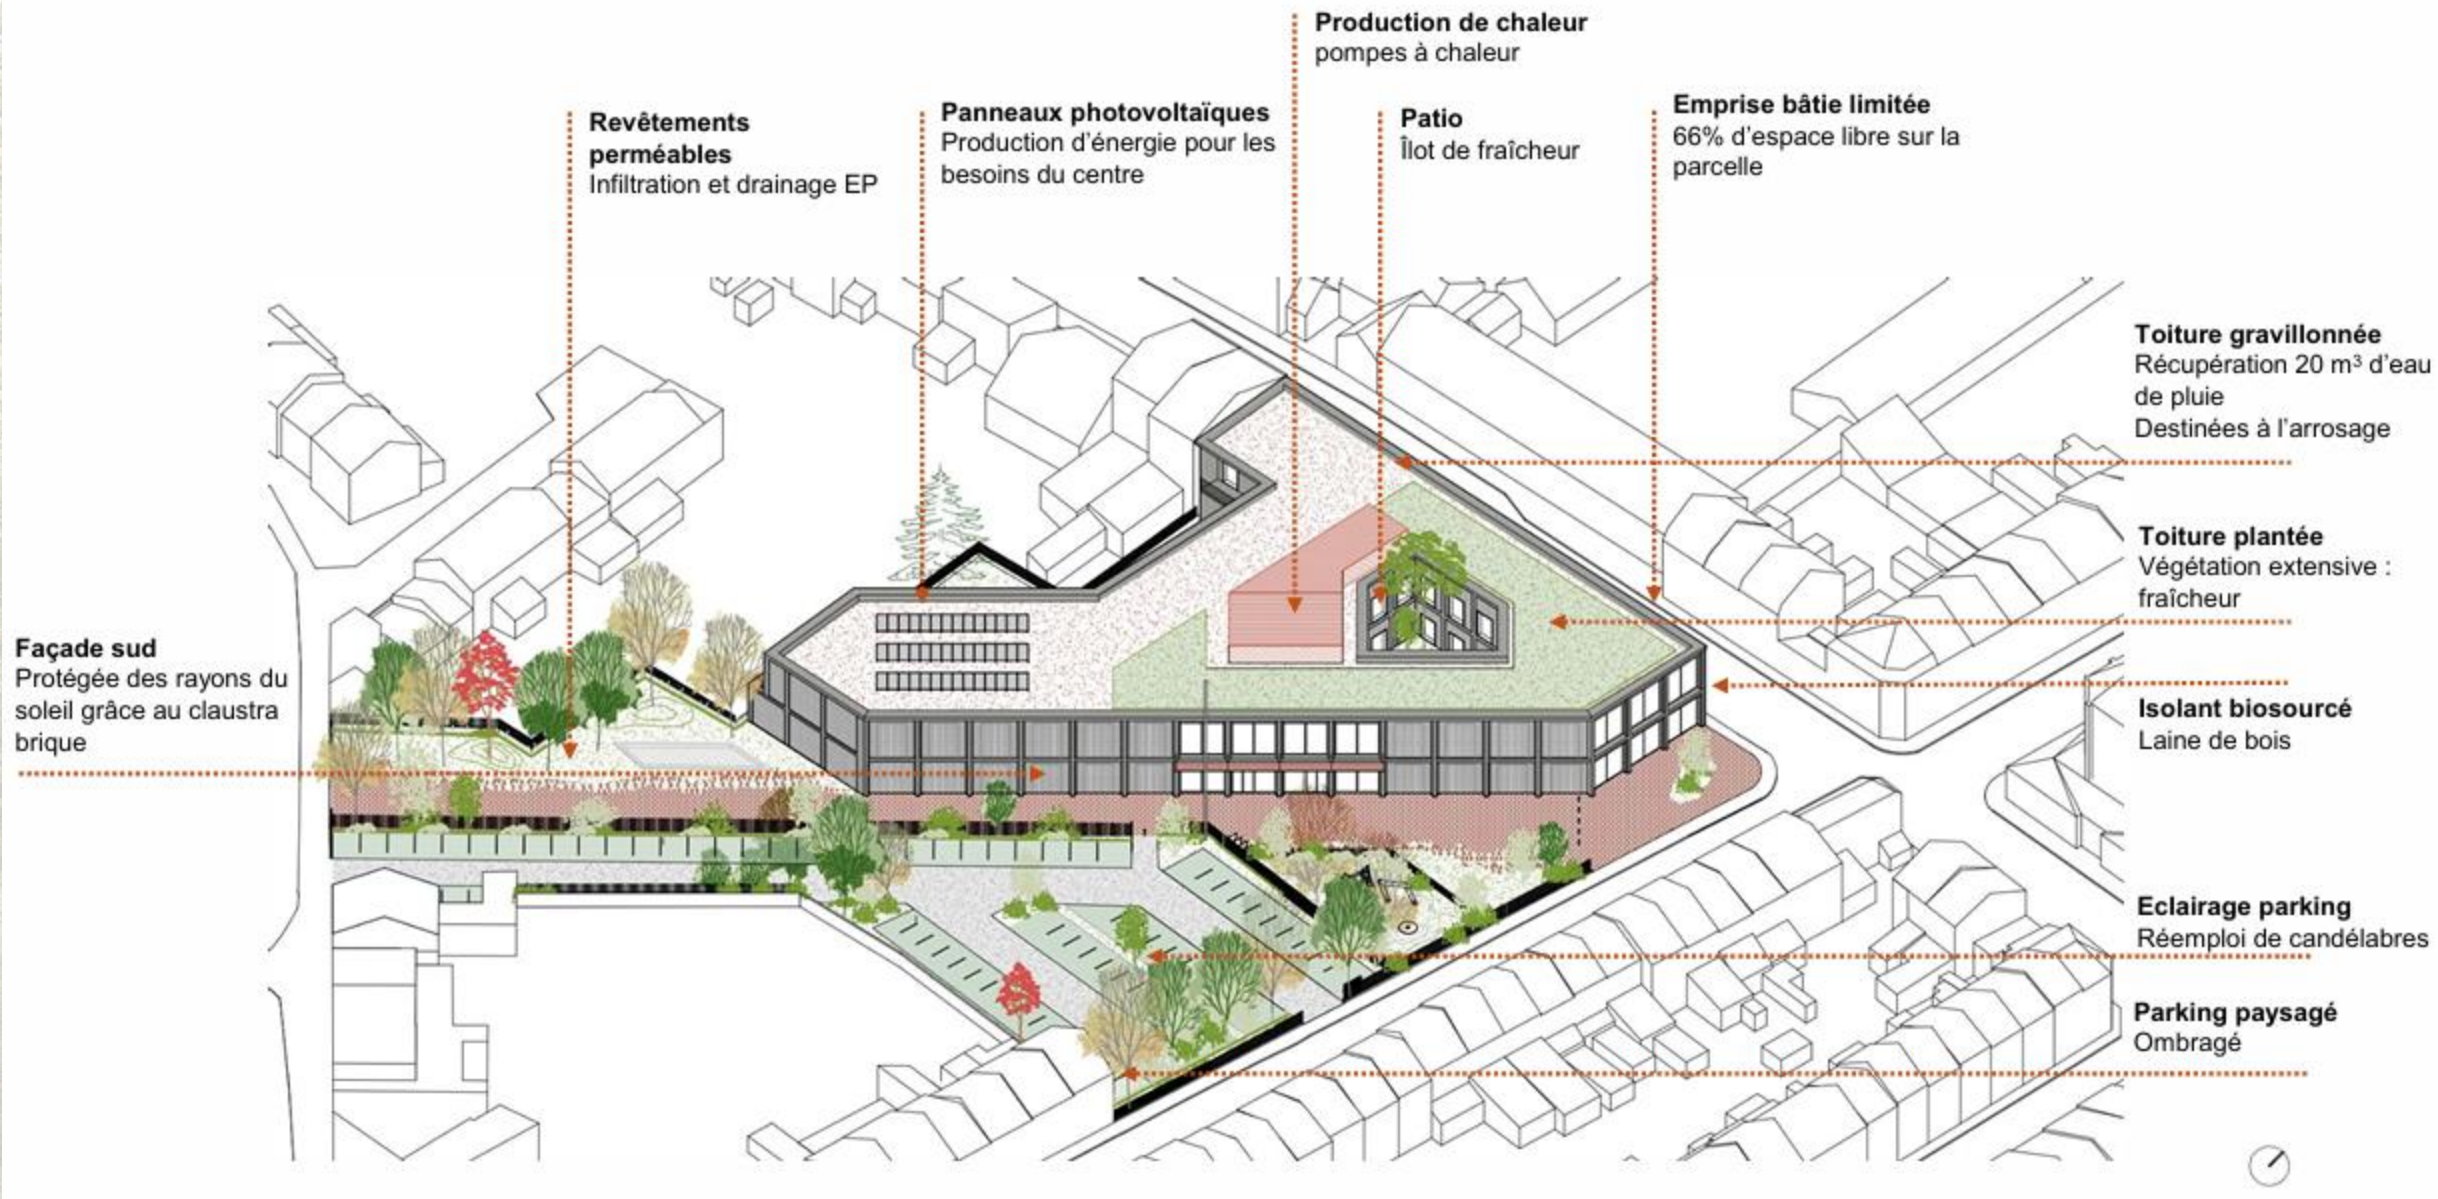 Production de chaleur
pompes à chaleur
Revêtements
perméables
Infiltration et drainage EP
Panneaux photovoltaïques
Production d'énergie pour les
besoins du centre
Patio
Îlot de fraîcheur
Emprise bâtie limitée
66% d'espace libre sur la
parcelle
Toiture gravillonnée
Récupération 20 m³ d'eau
de pluie
Destinées à l'arrosage
Toiture plantée
Végétation extensive :
fraîcheur
Façade sud
Protégée des rayons du
soleil grâce au claustra
brique
Isolant biosourcé
Laine de bois
Eclairage parking
Réemploi de candélabres
Parking paysagé
Ombragé